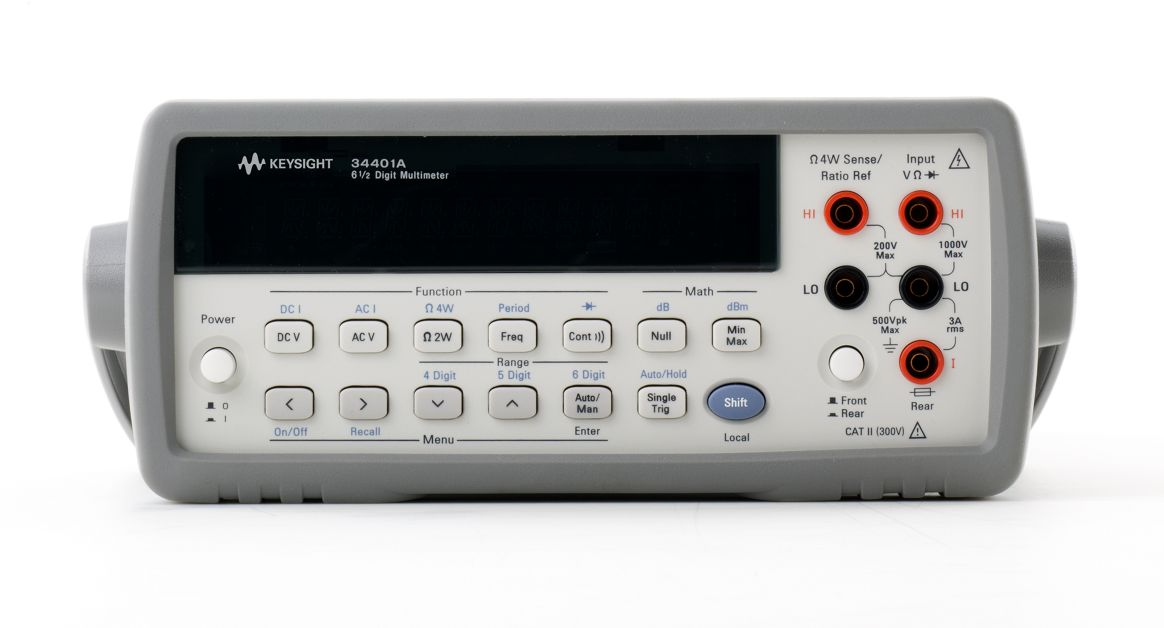 KEYSIGHT 34401A
6½ Digit Multimeter
Ω 4W Sense/ Ratio Ref
Input V Ω
HI HI
200V Max
1000V Max
LO LO
500Vpk Max
3A rms
I
Rear
Front
Rear
CAT II (300V)
Power
O
I
Function
Math
DC I AC I Ω 4W Period dB dBm
DC V AC V Ω 2W Freq Cont ))) Null Min Max
Range
4 Digit 5 Digit 6 Digit Auto/Hold
< > ∨ ∧ Auto/ Man Single Trig Shift
On/Off Recall Enter Local
Menu